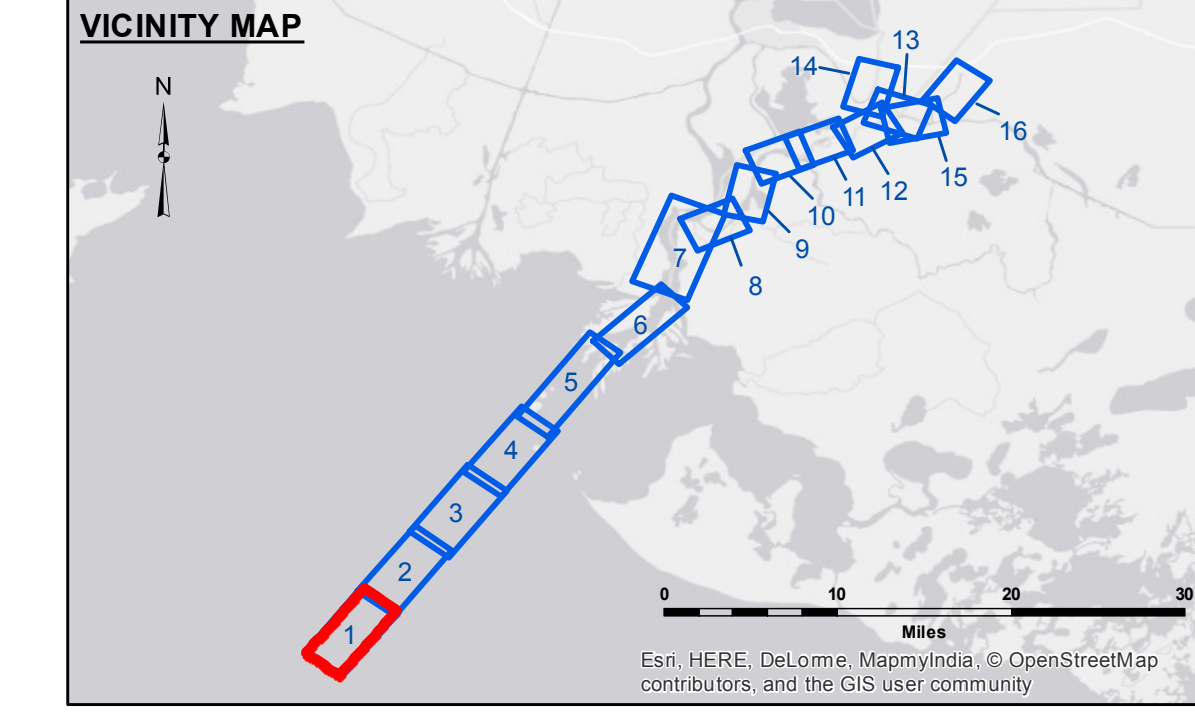 VICINITY MAP
N
13
14
16
15
12
11
10
9
8
7
6
5
4
3
2
1
0 10 20 30
Miles
Esri, HERE, DeLorme, MapmyIndia, © OpenStreetMap
contributors, and the GIS user community